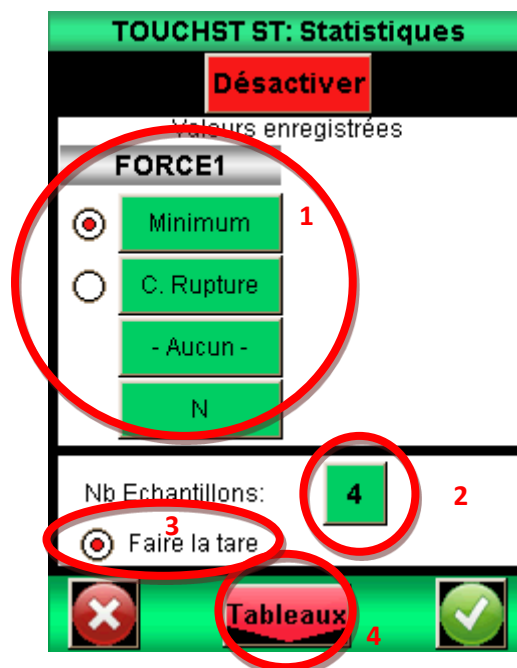 TOUCHST ST: Statistiques
Désactiver
Valeurs enregistrées
FORCE1
Minimum
1
C. Rupture
- Aucun -
N
Nb Echantillons:
4
2
3
Faire la tare
Tableaux
4